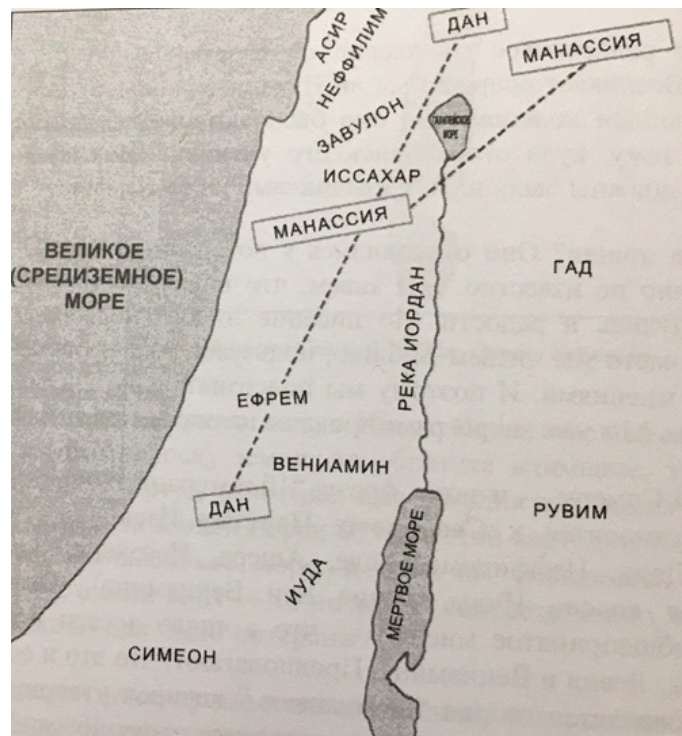 ДАН
МАНАССИЯ
АСИР
НЕФФИЛИМ
ЗАВУЛОН
ИССАХАР
МАНАССИЯ
МОРЕ
ВЕЛИКОЕ
(СРЕДИЗЕМНОЕ)
МОРЕ
ГАД
РЕКА ИОРДАН
ЕФРЕМ
ВЕНИАМИН
ДАН
РУВИМ
ИУДА
МЕРТВОЕ МОРЕ
СИМЕОН